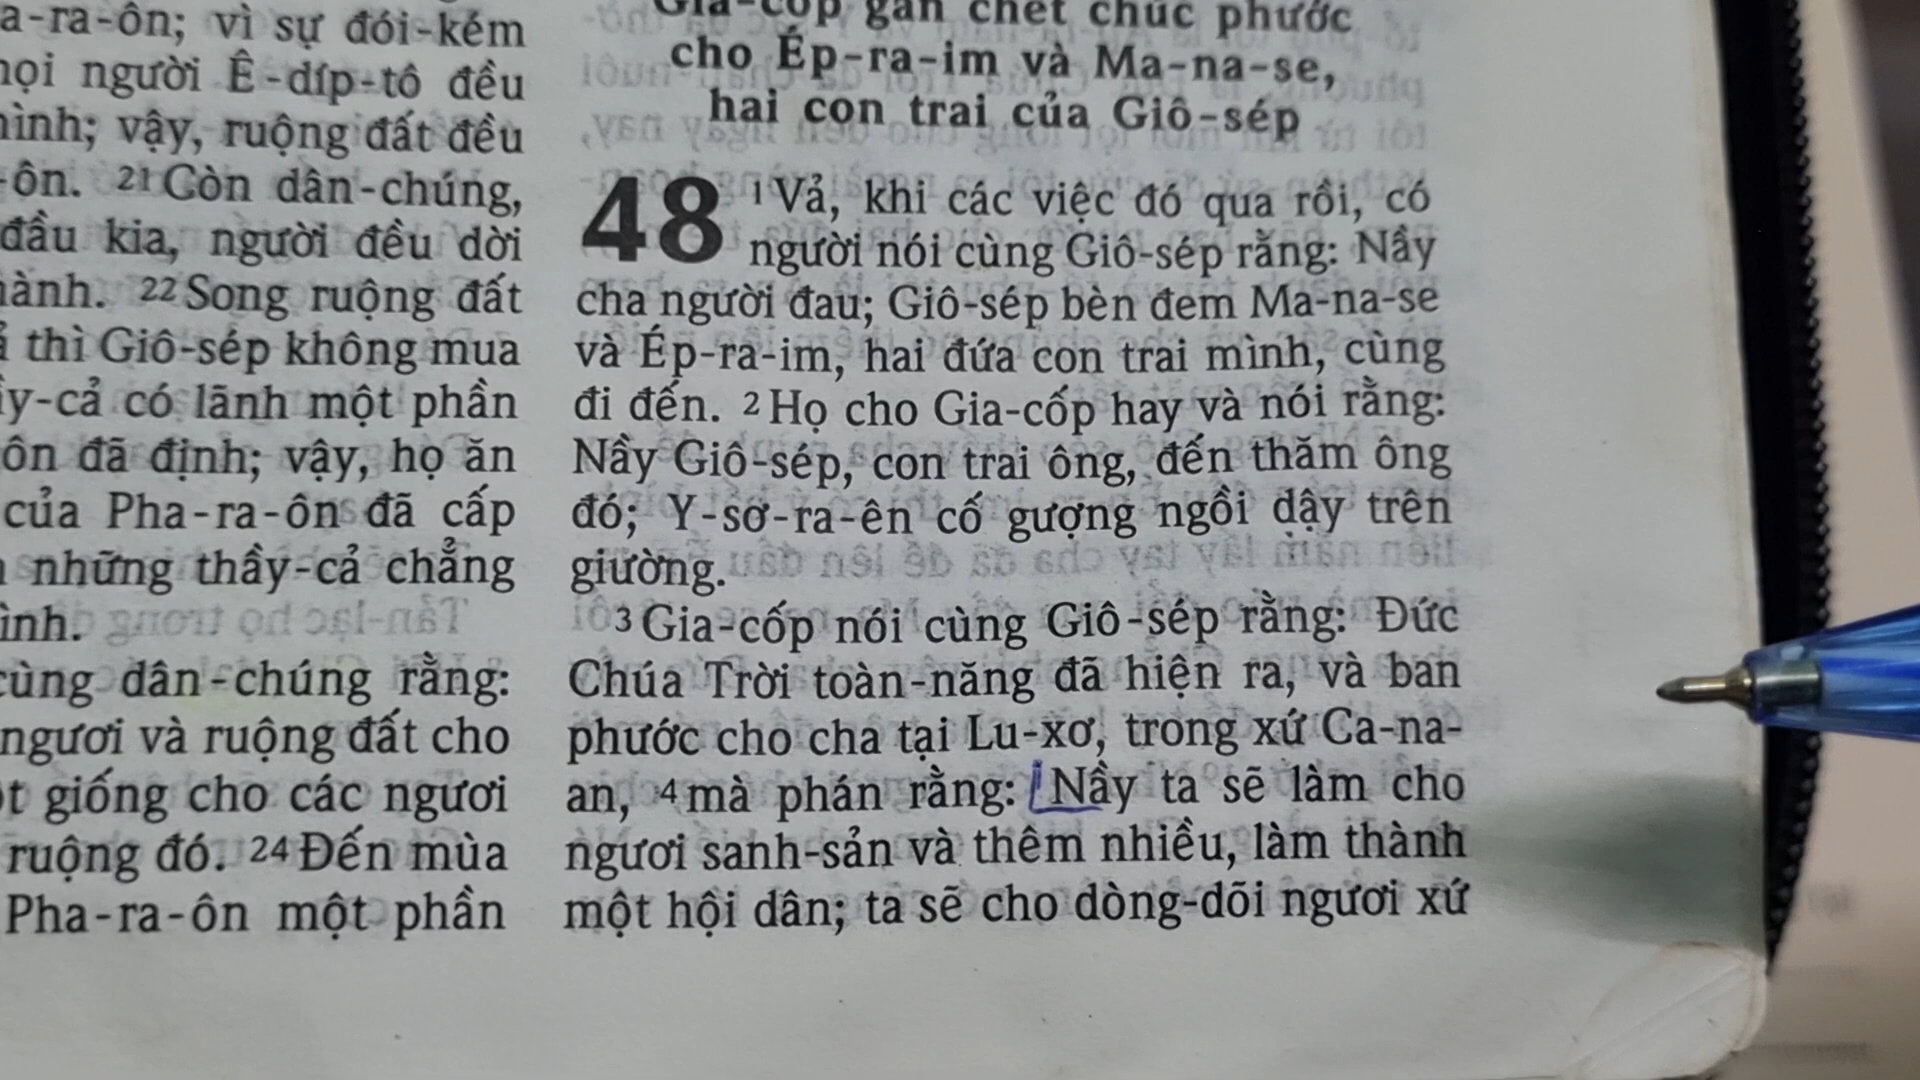 a-ra-ôn; vì sự đói-kém
người Ê-díp-tô đều
vậy, ruộng đất đều
21 Còn dân-chúng,
đầu kia, người đều dời
22 Song ruộng đất
thì Giô-sép không mua
có lãnh một phần
ôn đã định; vậy, họ ăn
của Pha-ra-ôn đã cấp
những thầy-cả chẳng
dân-chúng rằng:
ngươi và ruộng đất cho
giống cho các ngươi
ruộng đó. 24 Đến mùa
Pha-ra-ôn một phần
Gia-cốp gần chết chúc phước
cho Ép-ra-im và Ma-na-se,
hai con trai của Giô-sép
48 1 Vả, khi các việc đó qua rồi, có
người nói cùng Giô-sép rằng: Nầy
cha người đau; Giô-sép bèn đem Ma-na-se
và Ép-ra-im, hai đứa con trai mình, cùng
đi đến. 2 Họ cho Gia-cốp hay và nói rằng:
Nầy Giô-sép, con trai ông, đến thăm ông
đó; Y-sơ-ra-ên cố gượng ngồi dậy trên
giường.
3 Gia-cốp nói cùng Giô-sép rằng: Đức
Chúa Trời toàn-năng đã hiện ra, và ban
phước cho cha tại Lu-xơ, trong xứ Ca-na-
an, 4 mà phán rằng: Nầy ta sẽ làm cho
ngươi sanh-sản và thêm nhiều, làm thành
một hội dân; ta sẽ cho dòng-dõi ngươi xứ